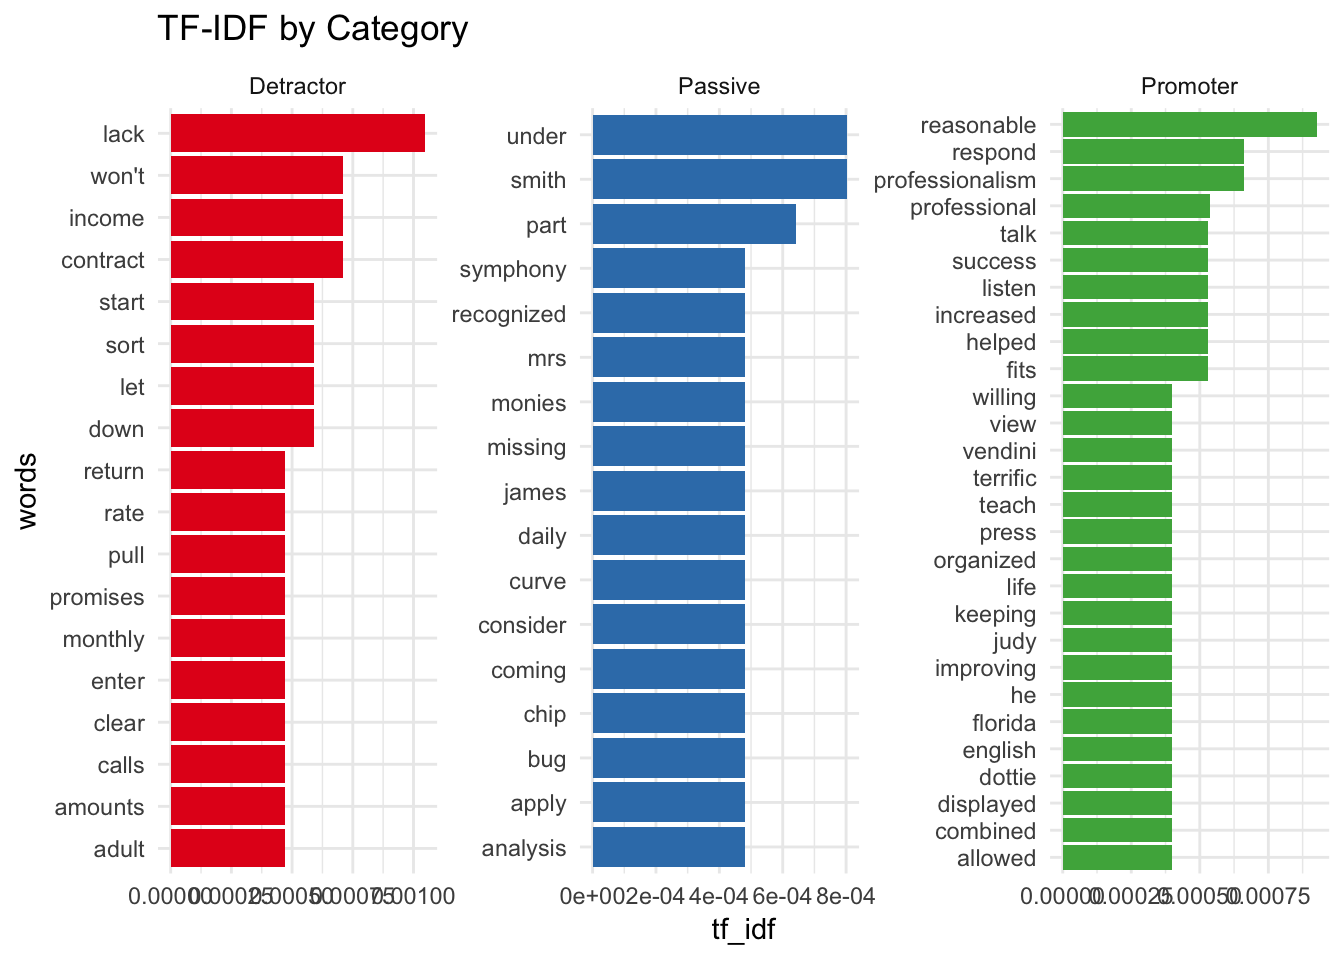 TF-IDF by Category
Detractor
Passive
Promoter
words
lack
won't
income
contract
start
sort
let
down
return
rate
pull
promises
monthly
enter
clear
calls
amounts
adult
under
smith
part
symphony
recognized
mrs
monies
missing
james
daily
curve
consider
coming
chip
bug
apply
analysis
reasonable
respond
professionalism
professional
talk
success
listen
increased
helped
fits
willing
view
vendini
terrific
teach
press
organized
life
keeping
judy
improving
he
florida
english
dottie
displayed
combined
allowed
0.00000 0.00025 0.00050 0.00075 0.00100
0e+00 2e-04 4e-04 6e-04 8e-04
0.00000 0.00025 0.00050 0.00075
tf_idf